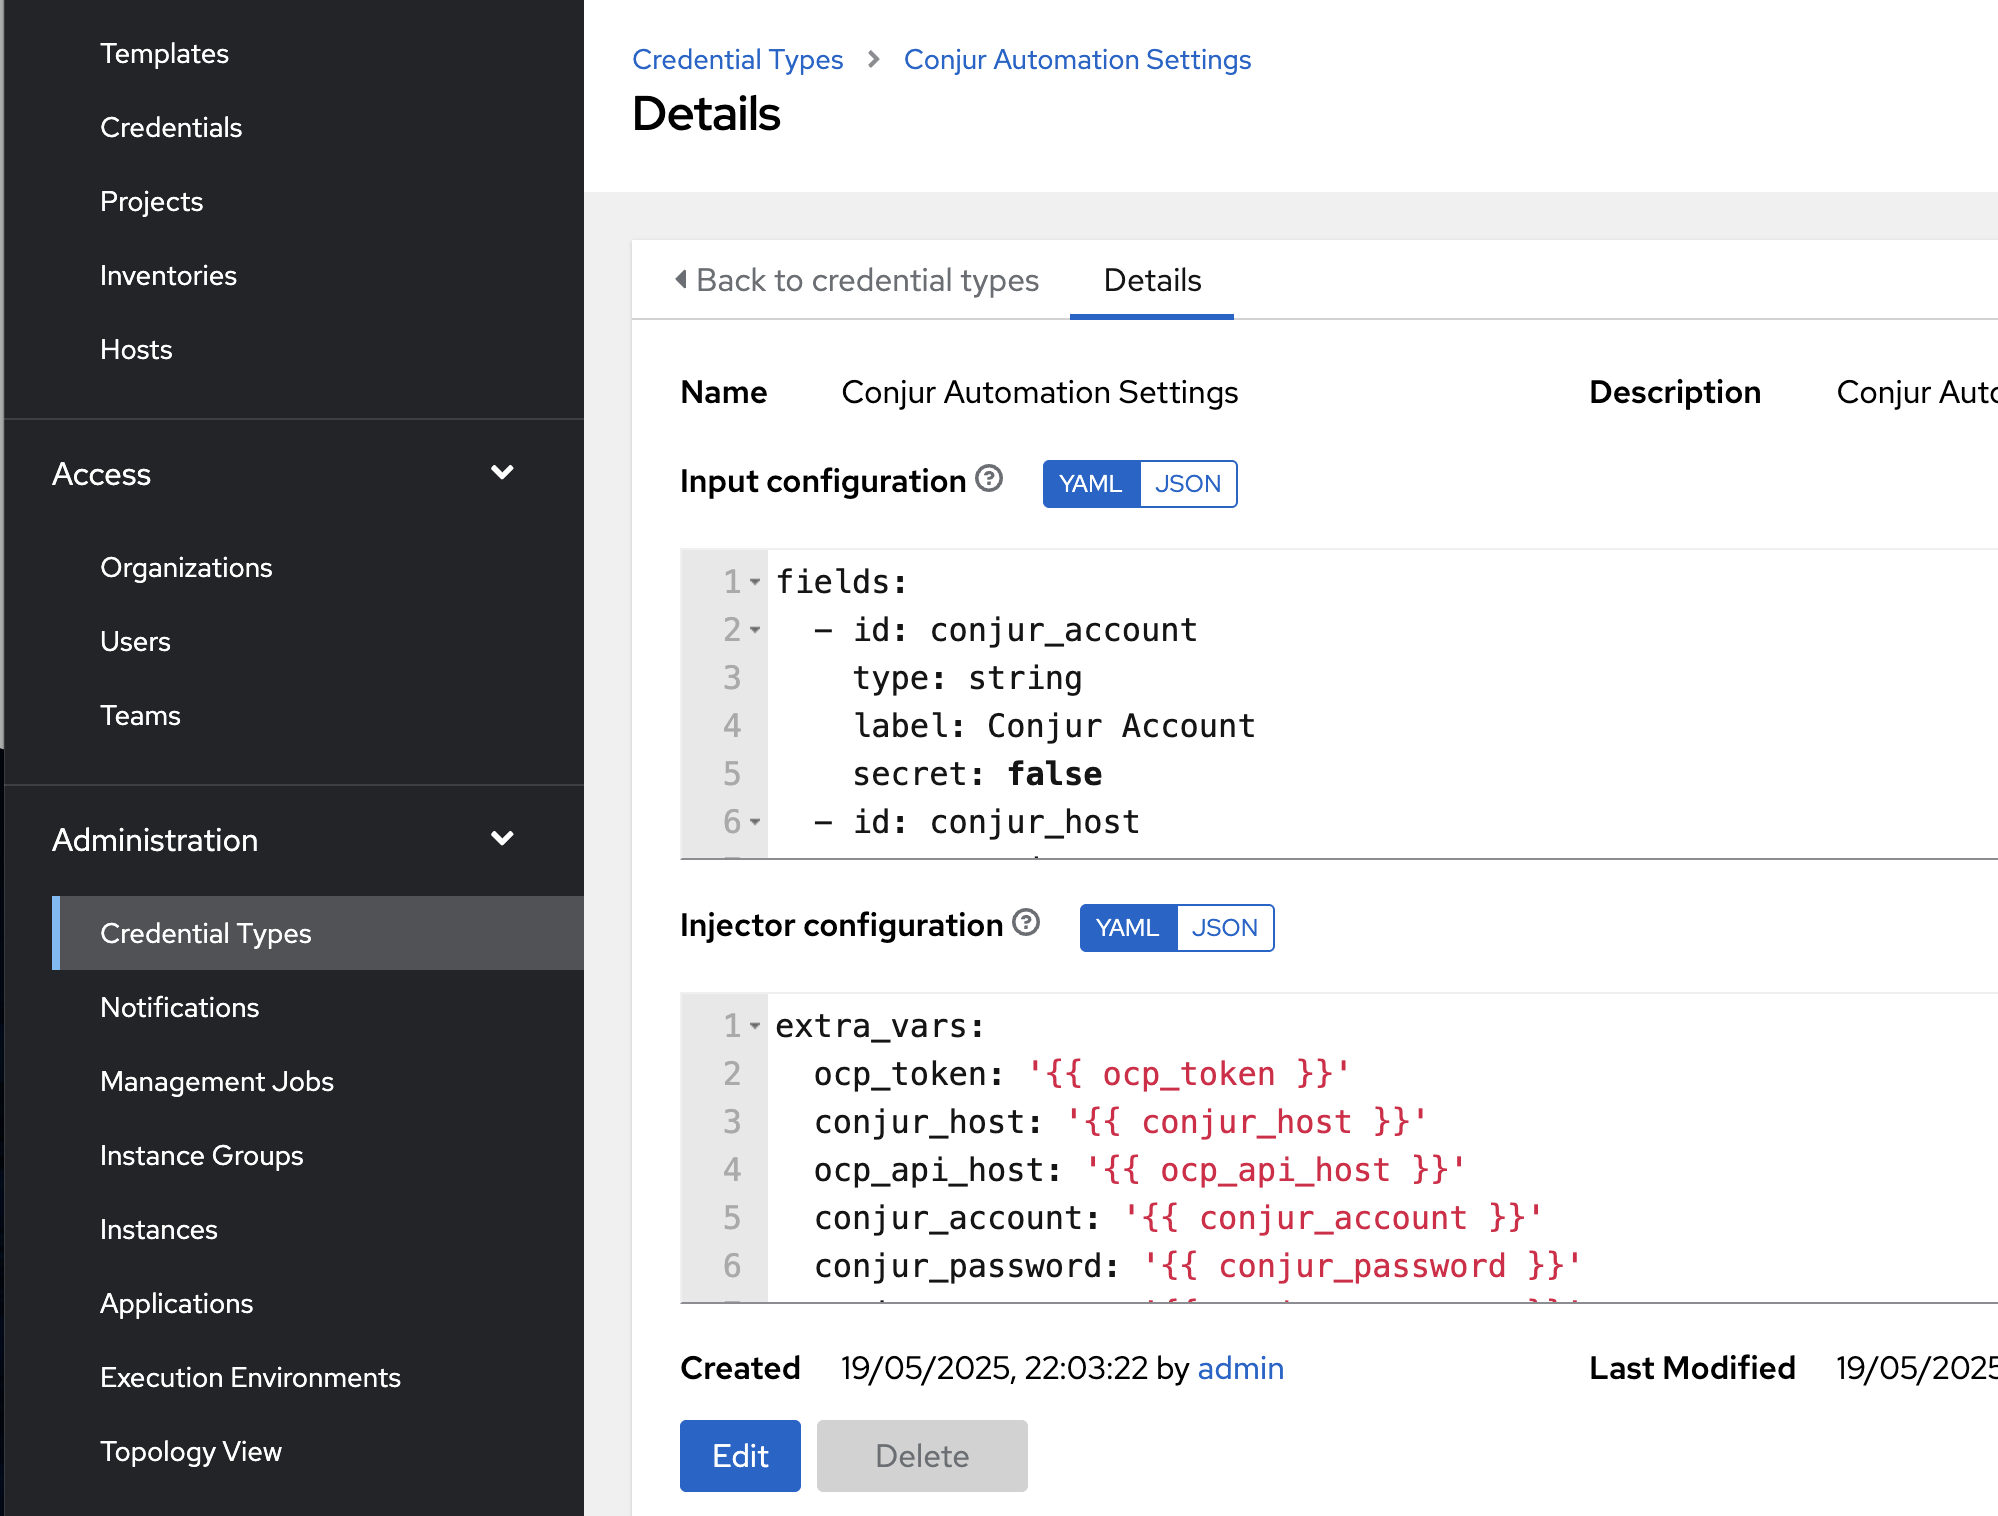 Templates
Credentials
Projects
Inventories
Hosts
Access
Organizations
Users
Teams
Administration
Credential Types
Notifications
Management Jobs
Instance Groups
Instances
Applications
Execution Environments
Topology View
Credential Types > Conjur Automation Settings
Details
Back to credential types Details
Name Conjur Automation Settings Description Conjur
Input configuration YAML JSON
1 fields:
2 - id: conjur_account
3 type: string
4 label: Conjur Account
5 secret: false
6 - id: conjur_host
Injector configuration YAML JSON
1 extra_vars:
2 ocp_token: '{{ ocp_token }}'
3 conjur_host: '{{ conjur_host }}'
4 ocp_api_host: '{{ ocp_api_host }}'
5 conjur_account: '{{ conjur_account }}'
6 conjur_password: '{{ conjur_password }}'
Created 19/05/2025, 22:03:22 by admin Last Modified 19/05/2025
Edit Delete